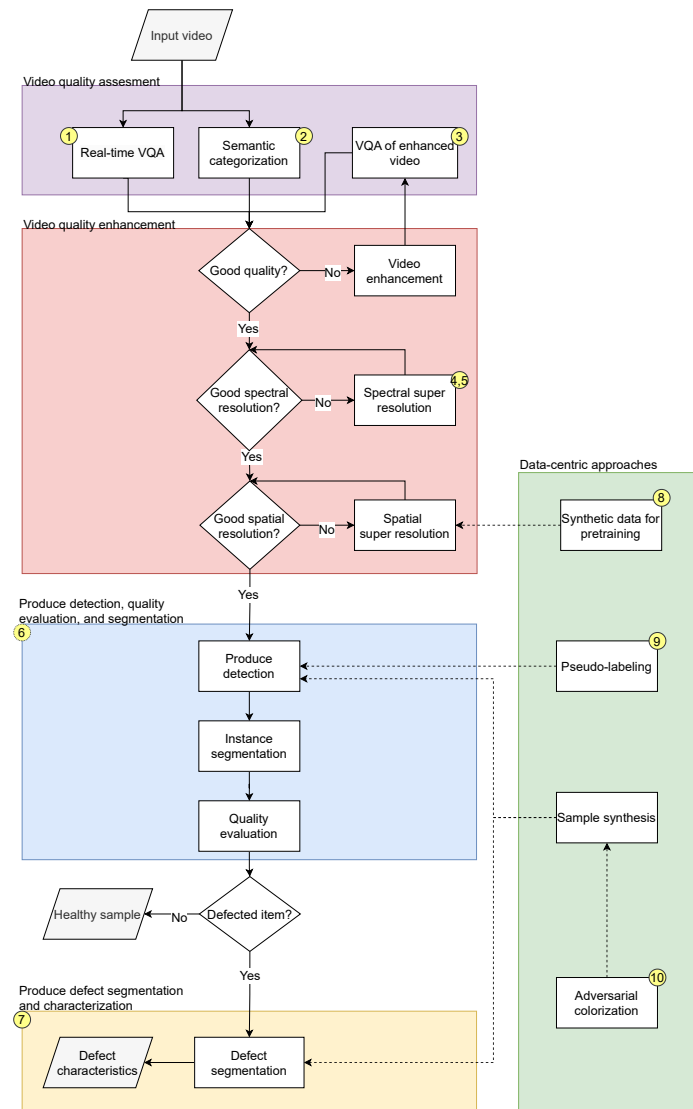 Input video
Video quality assesment
1
Real-time VQA
2
Semantic
categorization
3
VQA of enhanced
video
Video quality enhancement
Good quality?
No
Video
enhancement
Yes
Good spectral
resolution?
No
4,5
Spectral super
resolution
Yes
Good spatial
resolution?
No
Spatial
super resolution
Data-centric approaches
8
Synthetic data for
pretraining
Yes
Produce detection, quality
evaluation, and segmentation
6
Produce
detection
9
Pseudo-labeling
Instance
segmentation
Quality
evaluation
Sample synthesis
Healthy sample
No
Defected item?
Yes
10
Adversarial
colorization
Produce defect segmentation
and characterization
7
Defect
characteristics
Defect
segmentation